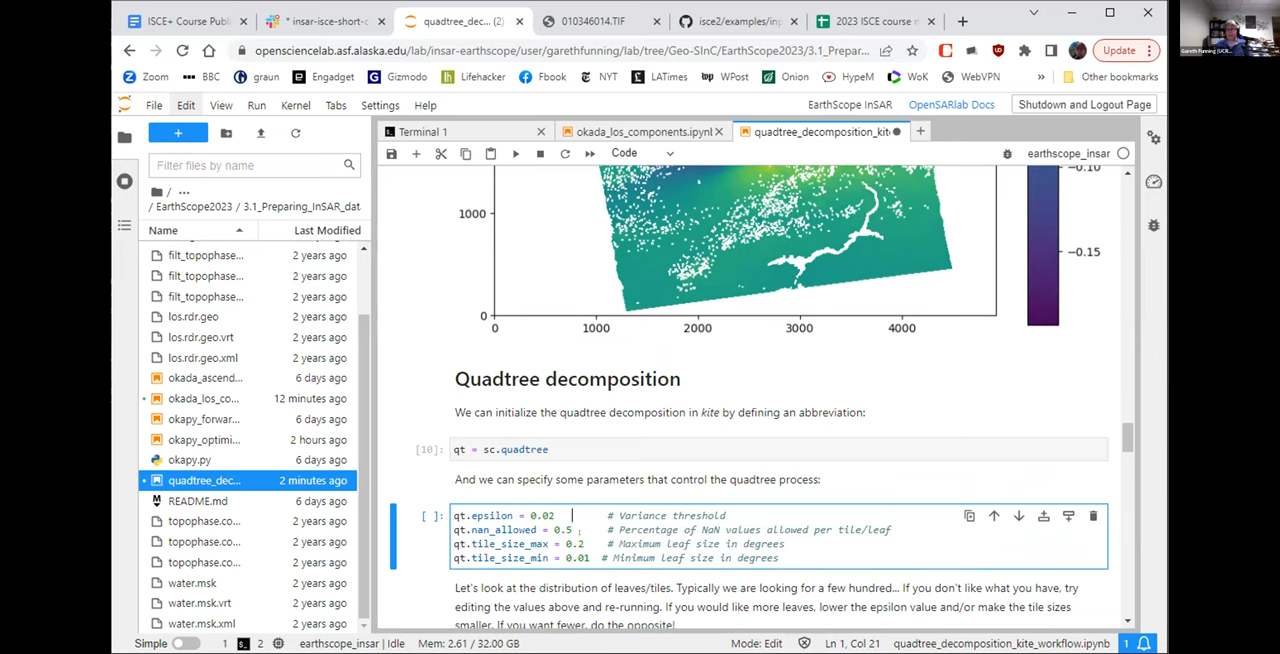 ISCE+ Course Publ
* insar-isce-short-c
quadtree_dec... (2)
010346014.TIF
isce2/examples/inp
2023 ISCE course n
openscienceab.asf.alaska.edu/lab/insar-earthscope/user/garethfunning/lab/tree/Geo-SInC/EarthScope2023/3.1_Prepar...
Update
Zoom
BBC
graun
Engadget
Gizmodo
Lifehacker
Fbook
NYT
LATimes
WPost
Onion
HypeM
WoK
WebVPN
»
Other bookmarks
File
Edit
View
Run
Kernel
Tabs
Settings
Help
EarthScope InSAR
OpenSARlab Docs
Shutdown and Logout Page
Filter files by name
/ ...
/ EarthScope2023 / 3.1_Preparing_InSAR_dat
Name
Last Modified
filt_topophase... 2 years ago
filt_topophase... 2 years ago
filt_topophase... 2 years ago
los.rdr.geo 2 years ago
los.rdr.geo.vrt 2 years ago
los.rdr.geo.xml 2 years ago
okada_ascend... 6 days ago
okada_los_co... 12 minutes ago
okapy_forwar... 6 days ago
okapy_optimi... 2 hours ago
okapy.py 6 days ago
quadtree_dec... 2 minutes ago
README.md 6 days ago
topophase.co... 2 years ago
topophase.co... 2 years ago
topophase.co... 2 years ago
water.msk 2 years ago
water.msk.vrt 2 years ago
water.msk.xml 2 years ago
Terminal 1
okada_los_components.ipynb
quadtree_decomposition_kite
Code
earthscope_insar
1000
0
0 1000 2000 3000 4000
−0.10
−0.15
Quadtree decomposition
We can initialize the quadtree decomposition in kite by defining an abbreviation:
[10]: qt = sc.quadtree
And we can specify some parameters that control the quadtree process:
[ ]: qt.epsilon = 0.02 # Variance threshold
qt.nan_allowed = 0.5 # Percentage of NaN values allowed per tile/leaf
qt.tile_size_max = 0.2 # Maximum leaf size in degrees
qt.tile_size_min = 0.01 # Minimum leaf size in degrees
Let's look at the distribution of leaves/tiles. Typically we are looking for a few hundred... If you don't like what you have, try
editing the values above and re-running. If you would like more leaves, lower the epsilon value and/or make the tile sizes
smaller. If you want fewer, do the opposite!
Simple
1
2
earthscope_insar | Idle
Mem: 2.61 / 32.00 GB
Mode: Edit
Ln 1, Col 21
quadtree_decomposition_kite_workflow.ipynb
1
Gareth Funning (UCR...